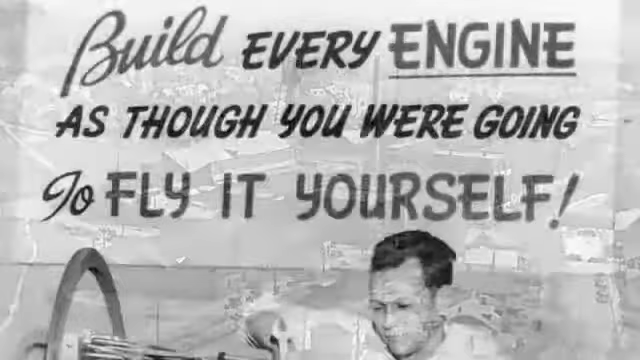 Build EVERY ENGINE
AS THOUGH YOU WERE GOING
To FLY IT YOURSELF!